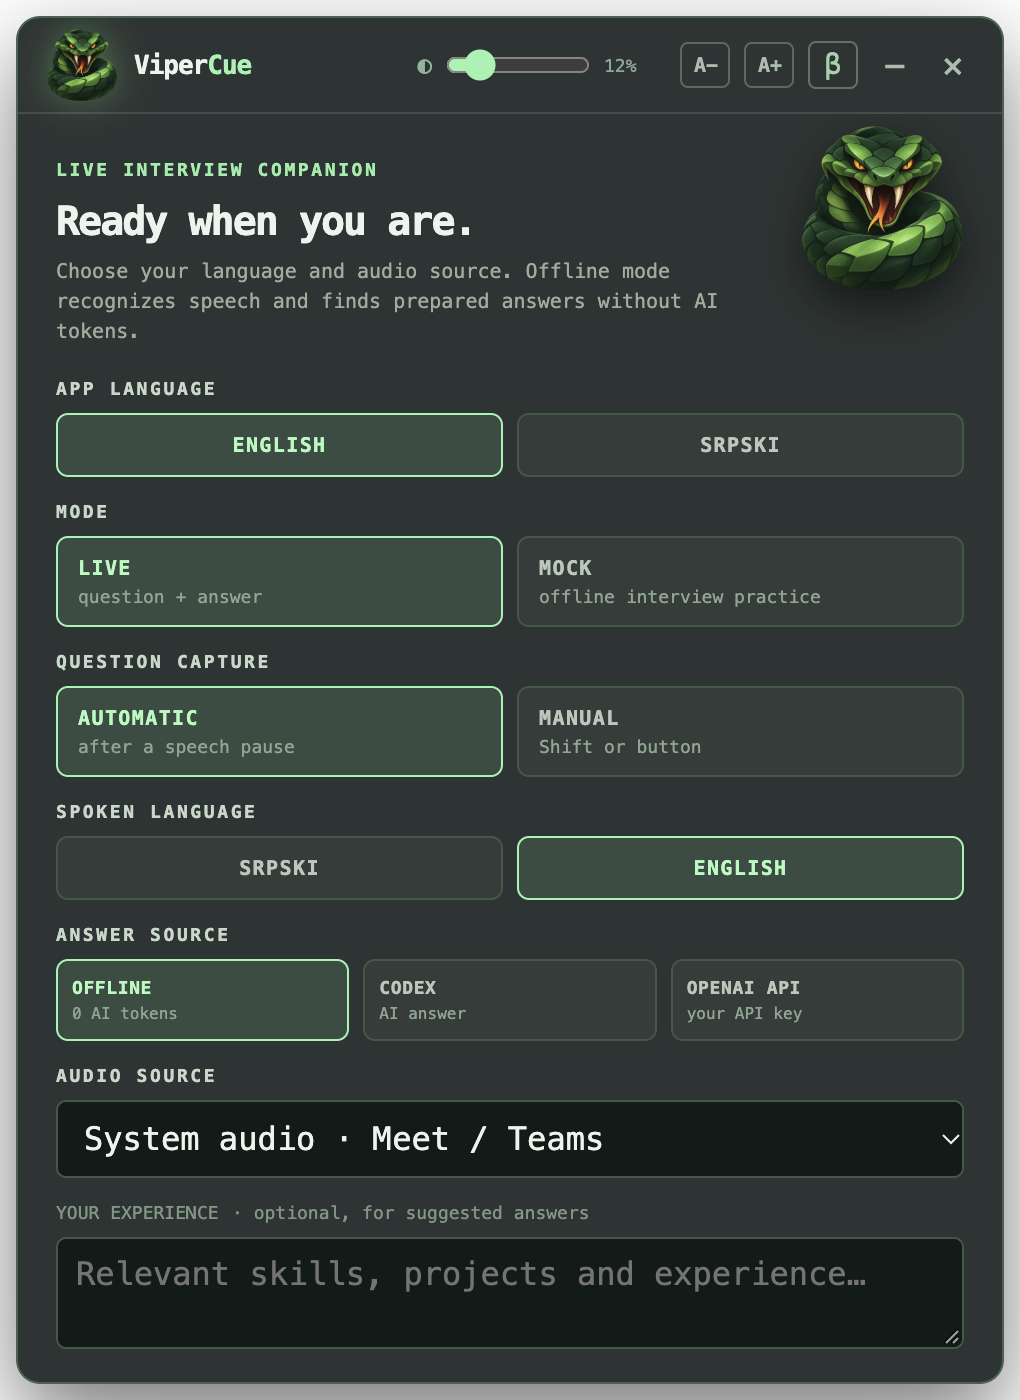 ViperCue
◐ 12% A− A+ β − ×
LIVE INTERVIEW COMPANION
Ready when you are.
Choose your language and audio source. Offline mode
recognizes speech and finds prepared answers without AI
tokens.
APP LANGUAGE
ENGLISH SRPSKI
MODE
LIVE MOCK
question + answer offline interview practice
QUESTION CAPTURE
AUTOMATIC MANUAL
after a speech pause Shift or button
SPOKEN LANGUAGE
SRPSKI ENGLISH
ANSWER SOURCE
OFFLINE CODEX OPENAI API
0 AI tokens AI answer your API key
AUDIO SOURCE
System audio · Meet / Teams
YOUR EXPERIENCE · optional, for suggested answers
Relevant skills, projects and experience…